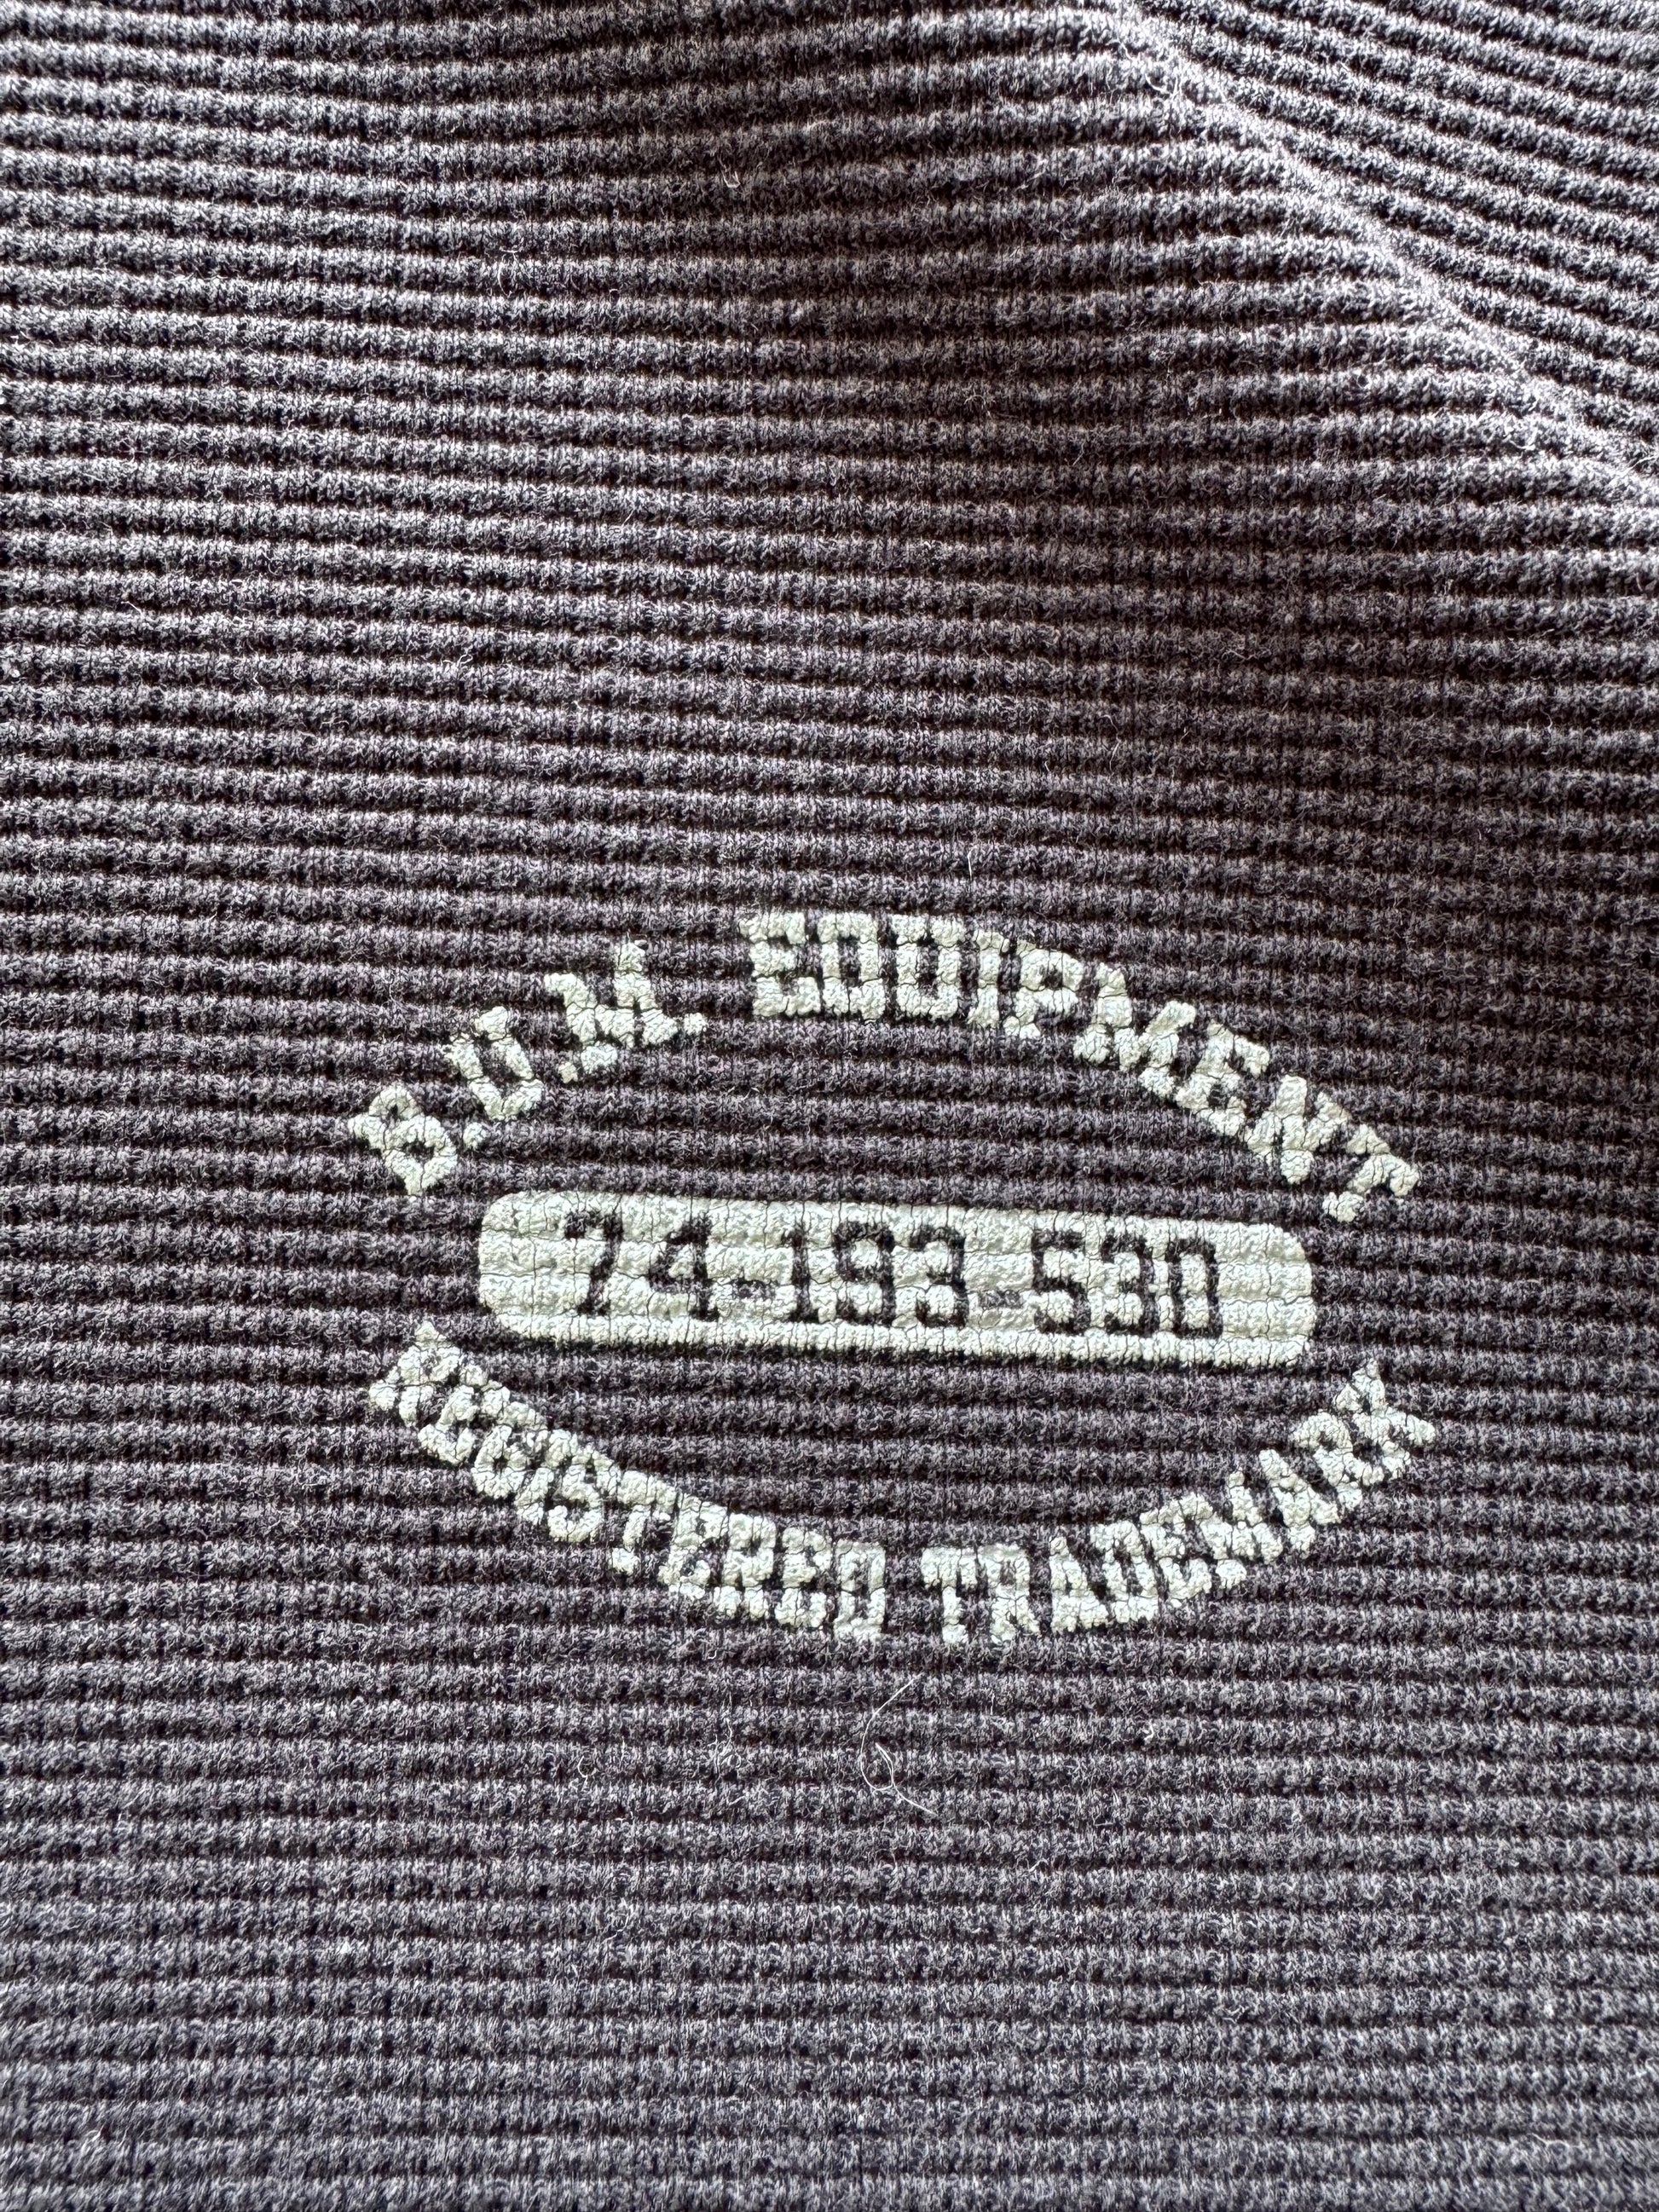 B.U.M. EQUIPMENT
74-193-530
REGISTERED TRADEMARK